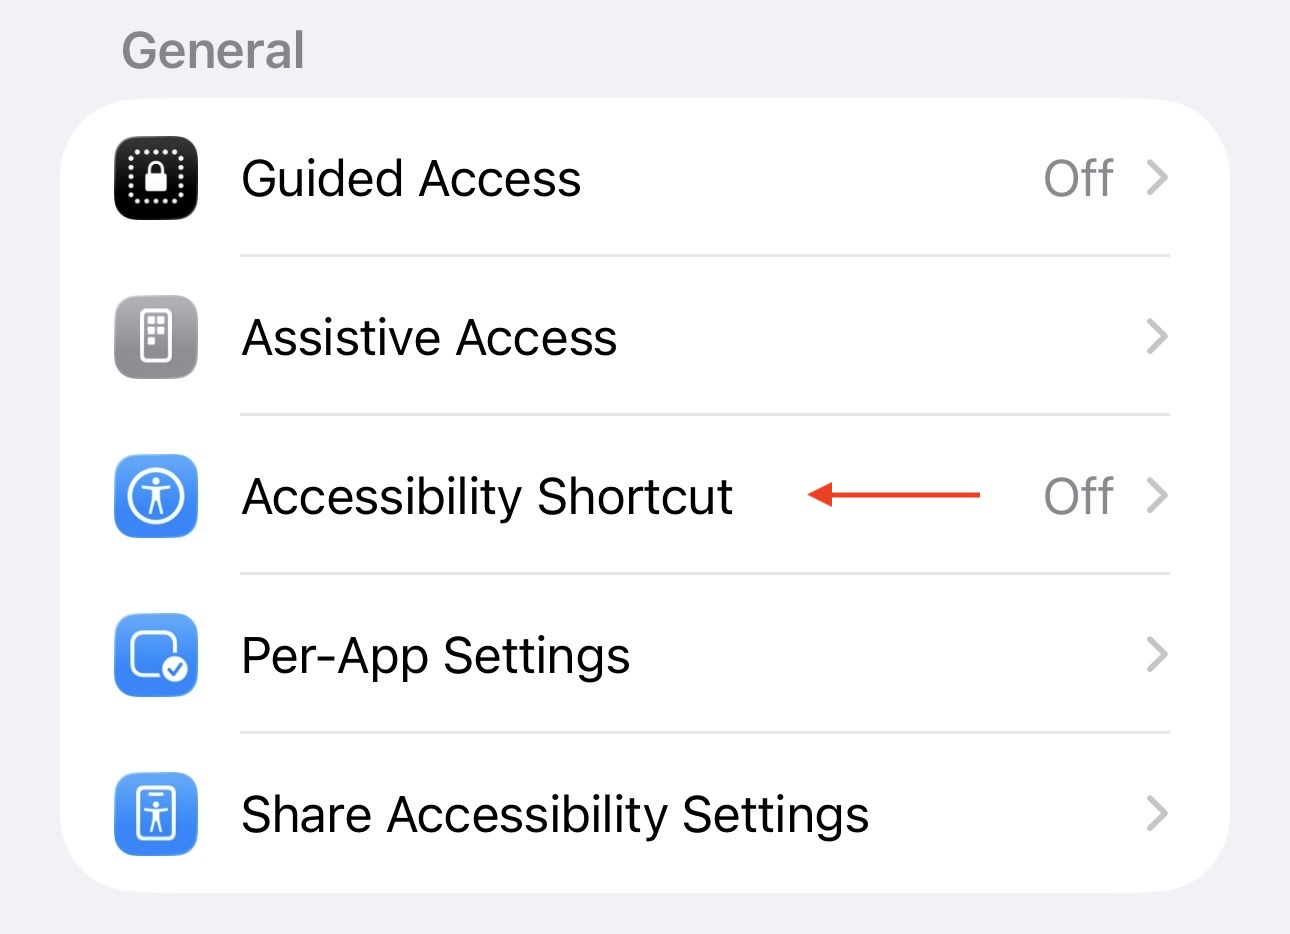 General
Guided Access Off
Assistive Access
Accessibility Shortcut Off
Per-App Settings
Share Accessibility Settings